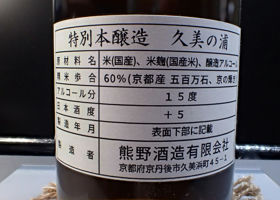 特別本醸造 久美の浦
原材料名 米(国産)、米麹(国産米)、醸造アルコール
精米歩合 60%(京都産 五百万石、京の輝き
アルコール分 15度
日本酒度 +5
製造年月 表面下部に記載
製造者 熊野酒造有限会社
京都府京丹後市久美浜町45-1